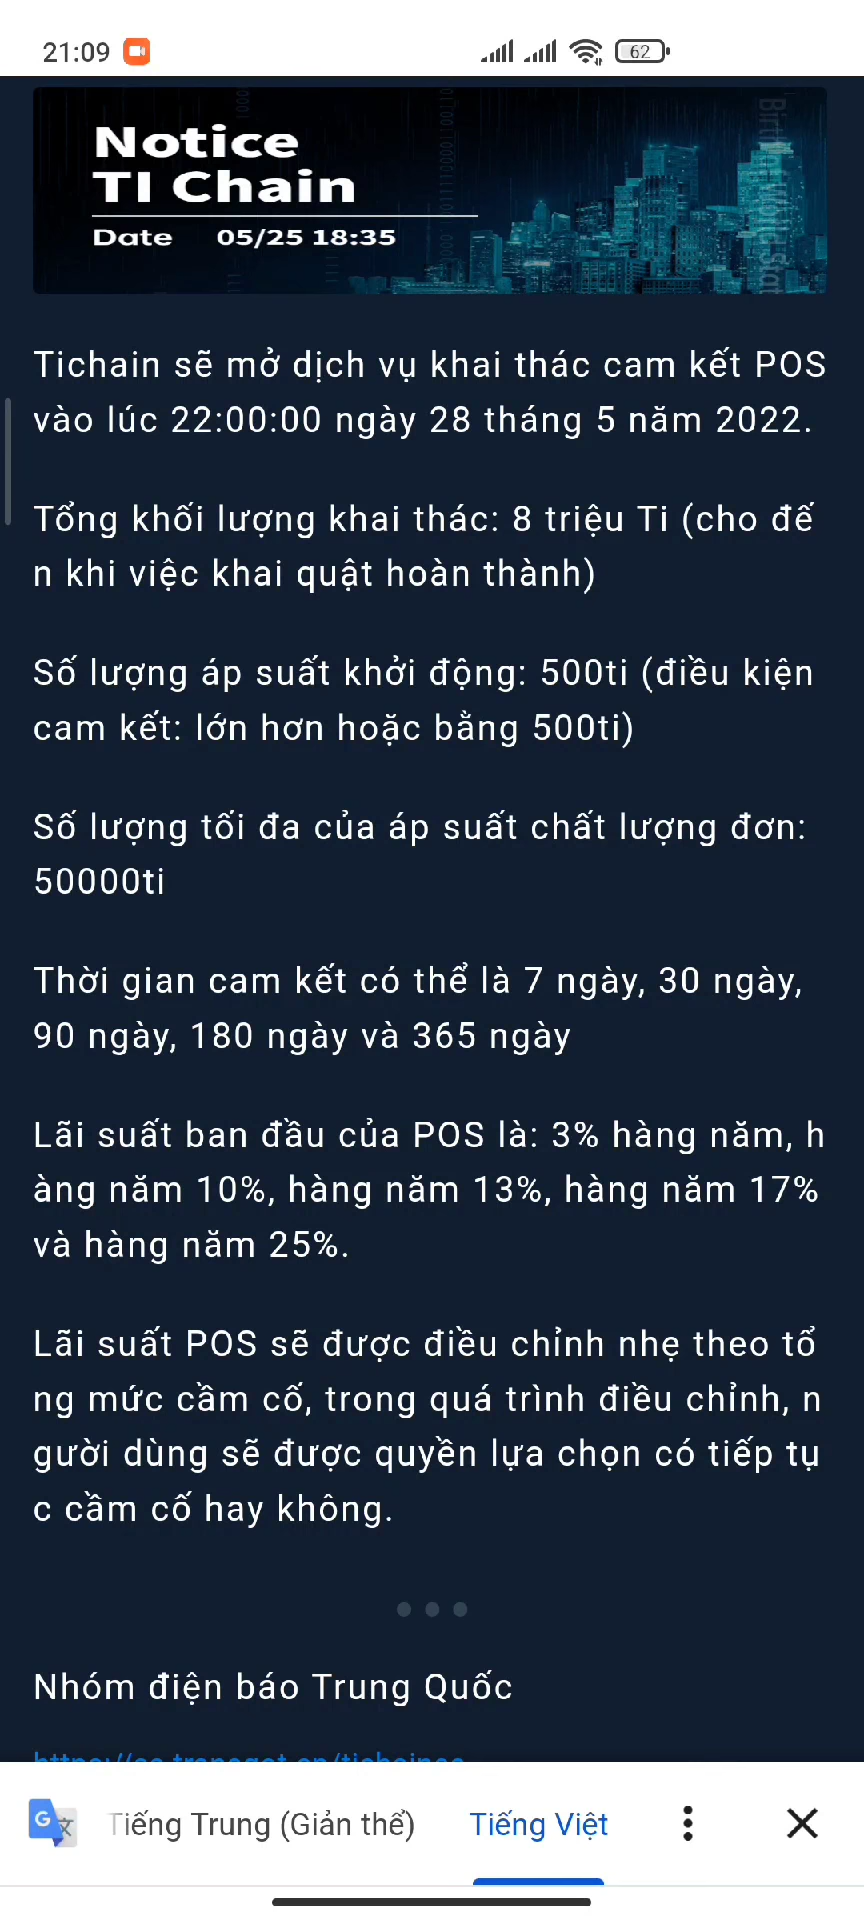 21:09
62
Notice
TI Chain
Date 05/25 18:35
Tichain sẽ mở dịch vụ khai thác cam kết POS
vào lúc 22:00:00 ngày 28 tháng 5 năm 2022.
Tổng khối lượng khai thác: 8 triệu Ti (cho đế
n khi việc khai quật hoàn thành)
Số lượng áp suất khởi động: 500ti (điều kiện
cam kết: lớn hơn hoặc bằng 500ti)
Số lượng tối đa của áp suất chất lượng đơn:
50000ti
Thời gian cam kết có thể là 7 ngày, 30 ngày,
90 ngày, 180 ngày và 365 ngày
Lãi suất ban đầu của POS là: 3% hàng năm, h
àng năm 10%, hàng năm 13%, hàng năm 17%
và hàng năm 25%.
Lãi suất POS sẽ được điều chỉnh nhẹ theo tổ
ng mức cầm cố, trong quá trình điều chỉnh, n
gười dùng sẽ được quyền lựa chọn có tiếp tụ
c cầm cố hay không.
Nhóm điện báo Trung Quốc
Tiếng Trung (Giản thể) Tiếng Việt